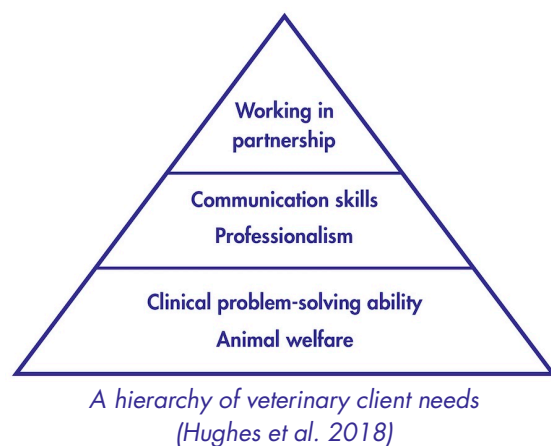 Working in
partnership
Communication skills
Professionalism
Clinical problem-solving ability
Animal welfare
A hierarchy of veterinary client needs
(Hughes et al. 2018)